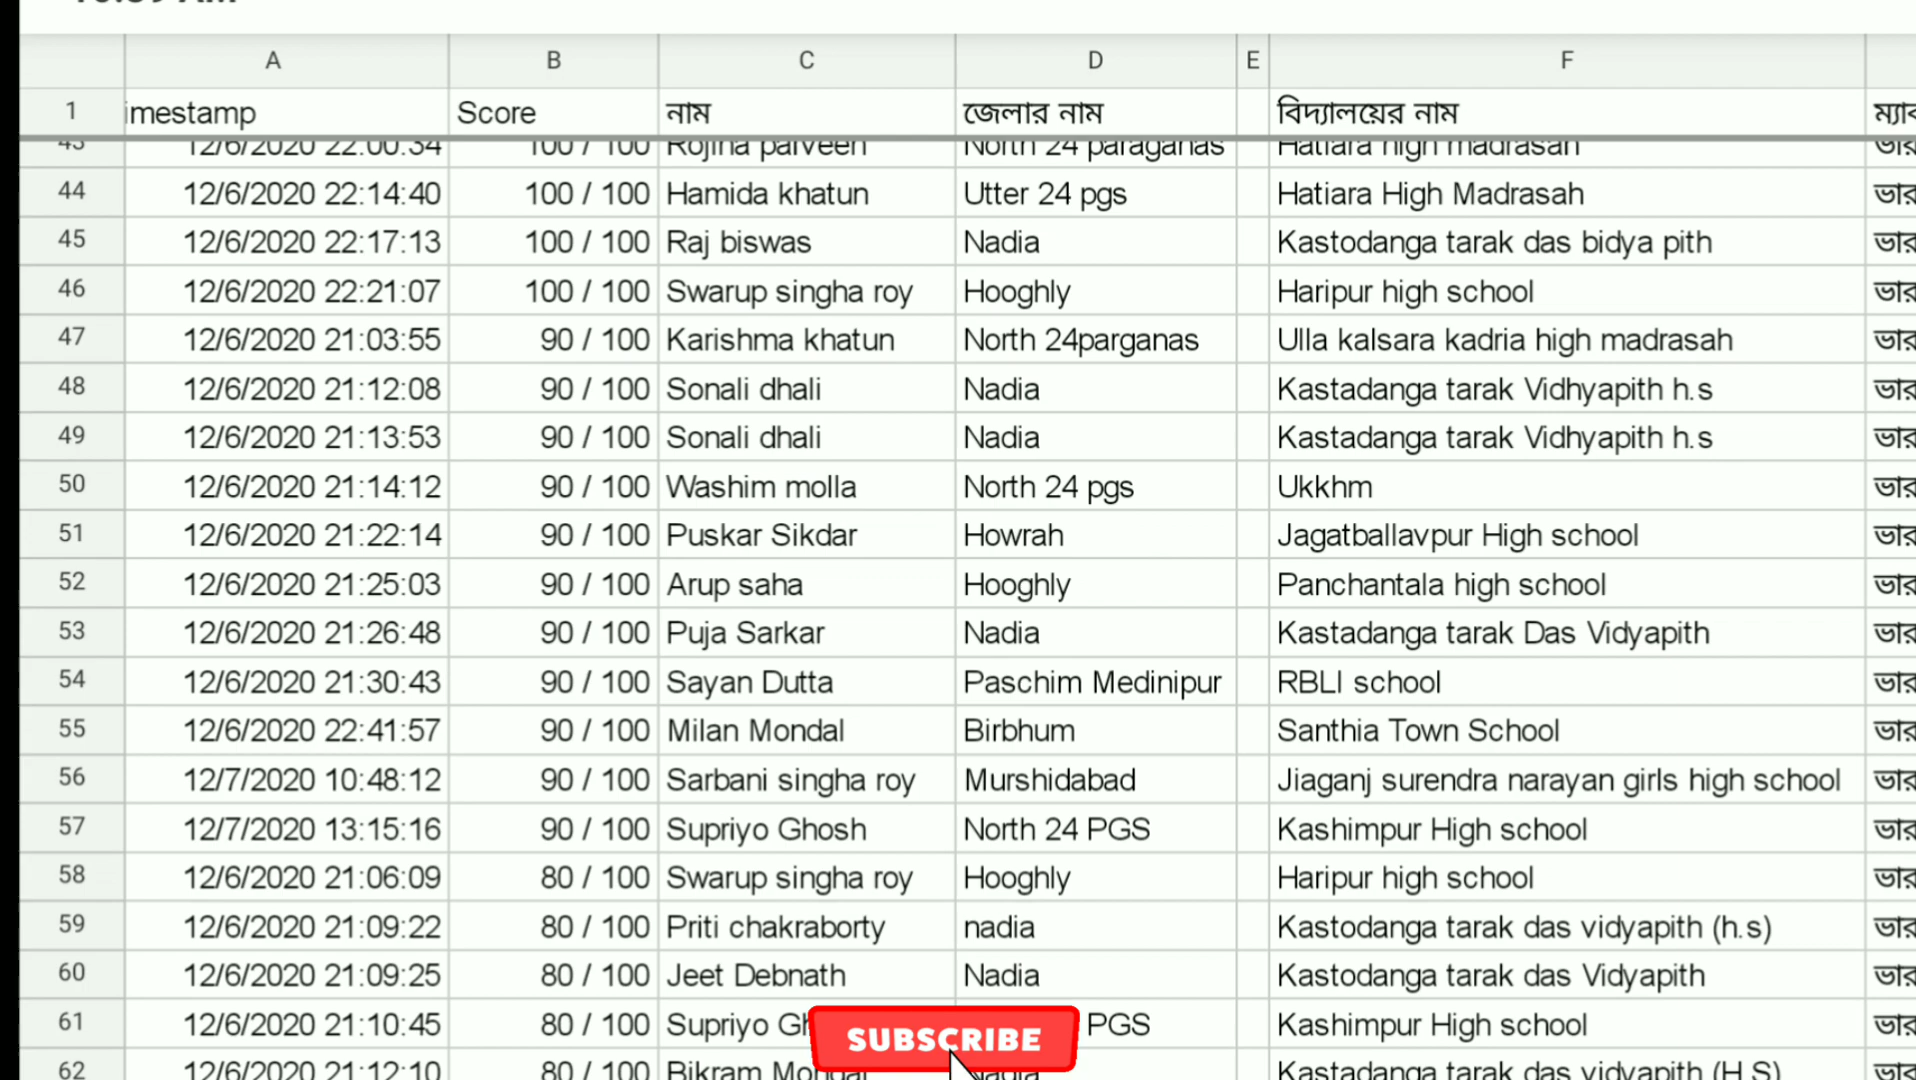 A B C D E F
1 imestamp Score নাম জেলার নাম বিদ্যালয়ের নাম
43 12/6/2020 22:00:34 100 / 100 Rojina parveen North 24 paraganas Hatiara high madrasah ভার
44 12/6/2020 22:14:40 100 / 100 Hamida khatun Utter 24 pgs Hatiara High Madrasah ভার
45 12/6/2020 22:17:13 100 / 100 Raj biswas Nadia Kastodanga tarak das bidya pith ভার
46 12/6/2020 22:21:07 100 / 100 Swarup singha roy Hooghly Haripur high school ভার
47 12/6/2020 21:03:55 90 / 100 Karishma khatun North 24parganas Ulla kalsara kadria high madrasah ভার
48 12/6/2020 21:12:08 90 / 100 Sonali dhali Nadia Kastadanga tarak Vidhyapith h.s ভার
49 12/6/2020 21:13:53 90 / 100 Sonali dhali Nadia Kastadanga tarak Vidhyapith h.s ভার
50 12/6/2020 21:14:12 90 / 100 Washim molla North 24 pgs Ukkhm ভার
51 12/6/2020 21:22:14 90 / 100 Puskar Sikdar Howrah Jagatballavpur High school ভার
52 12/6/2020 21:25:03 90 / 100 Arup saha Hooghly Panchantala high school ভার
53 12/6/2020 21:26:48 90 / 100 Puja Sarkar Nadia Kastadanga tarak Das Vidyapith ভার
54 12/6/2020 21:30:43 90 / 100 Sayan Dutta Paschim Medinipur RBLI school ভার
55 12/6/2020 22:41:57 90 / 100 Milan Mondal Birbhum Santhia Town School ভার
56 12/7/2020 10:48:12 90 / 100 Sarbani singha roy Murshidabad Jiaganj surendra narayan girls high school ভার
57 12/7/2020 13:15:16 90 / 100 Supriyo Ghosh North 24 PGS Kashimpur High school ভার
58 12/6/2020 21:06:09 80 / 100 Swarup singha roy Hooghly Haripur high school ভার
59 12/6/2020 21:09:22 80 / 100 Priti chakraborty nadia Kastodanga tarak das vidyapith (h.s) ভার
60 12/6/2020 21:09:25 80 / 100 Jeet Debnath Nadia Kastodanga tarak das Vidyapith ভার
61 12/6/2020 21:10:45 80 / 100 Supriyo PGS Kashimpur High school ভার
SUBSCRIBE
62 12/6/2020 21:12:10 80 / 100 Bikram Nadia Kastadanga tarak das vidyapith (H.S) ভার